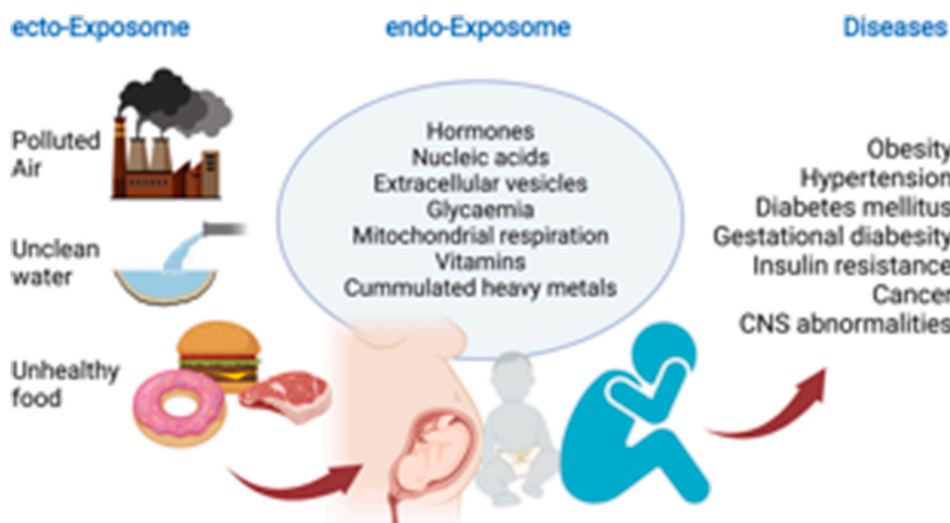 ecto-Exposome
endo-Exposome
Diseases
Polluted
Air
Unclean
water
Unhealthy
food
Hormones
Nucleic acids
Extracellular vesicles
Glycaemia
Mitochondrial respiration
Vitamins
Cummulated heavy metals
Obesity
Hypertension
Diabetes mellitus
Gestational diabesity
Insulin resistance
Cancer
CNS abnormalities